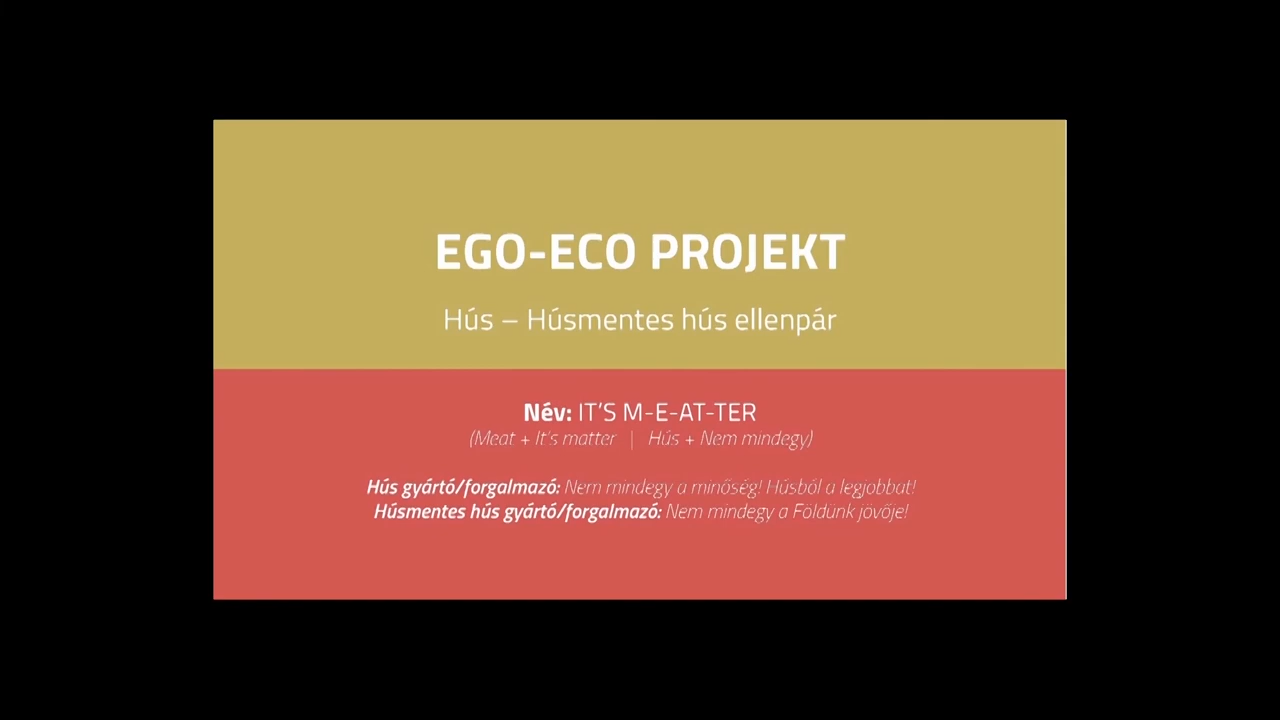 EGO-ECO PROJEKT
Hús – Húsmentes hús ellenpár
Név: IT'S M-E-AT-TER
(Meat + It's matter | Hús + Nem mindegy)
Hús gyártó/forgalmazó: Nem mindegy a minőség! Húsból a legjobbat!
Húsmentes hús gyártó/forgalmazó: Nem mindegy a Földünk jövője!